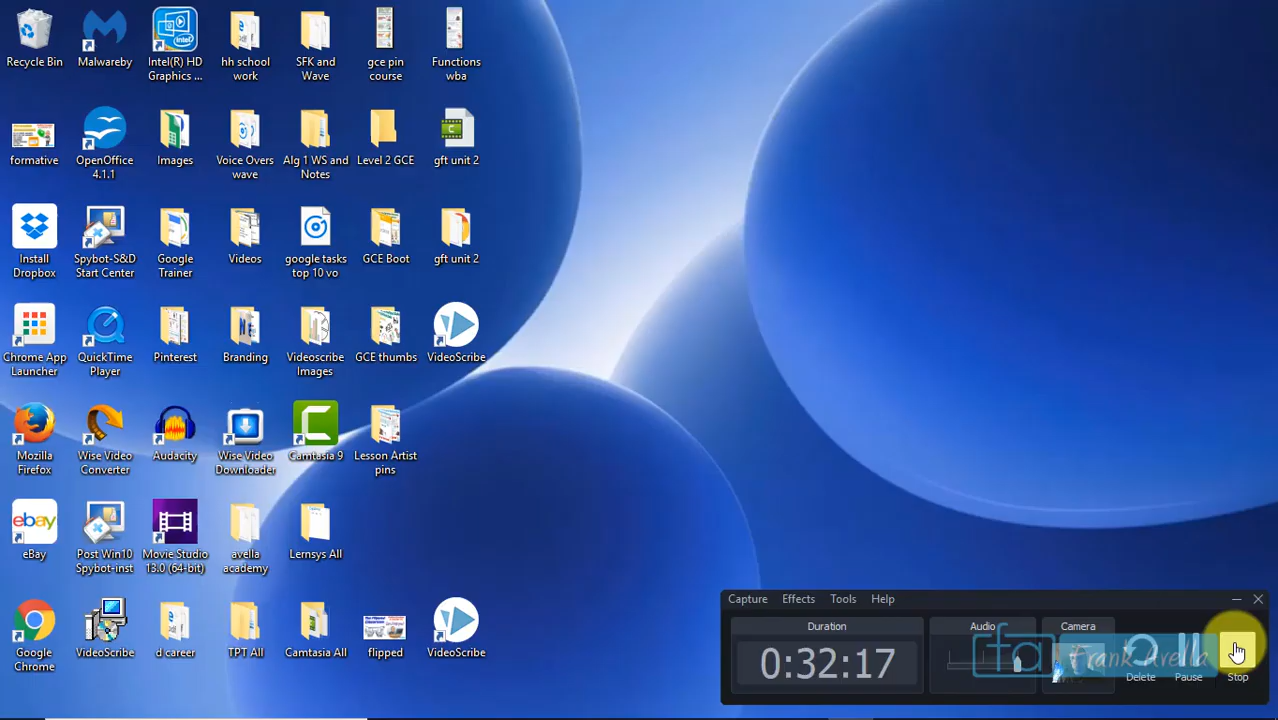 Recycle Bin
Malwareby
Intel(R) HD
Graphics ...
hh school
work
SFK and
Wave
gce pin
course
Functions
wba
formative
OpenOffice
4.1.1
Images
Voice Overs
wave
Alg 1 WS and
Notes
Level 2 GCE
gft unit 2
Install
Dropbox
Spybot-S&D
Start Center
Google
Trainer
Videos
google tasks
top 10 vo
GCE Boot
gft unit 2
Chrome App
Launcher
QuickTime
Player
Pinterest
Branding
Videoscribe
Images
GCE thumbs
VideoScribe
Mozilla
Firefox
Wise Video
Converter
Audacity
Wise Video
Downloader
Camtasia 9
Lesson Artist
pins
eBay
Post Win10
Spybot-inst
Movie Studio
13.0 (64-bit)
avella
academy
Lernsys All
Google
Chrome
VideoScribe
d career
TPT All
Camtasia All
flipped
VideoScribe
Capture Effects Tools Help
Duration
0:32:17
Audio
Camera
Delete
Pause
Stop
cfa
Frank Avella